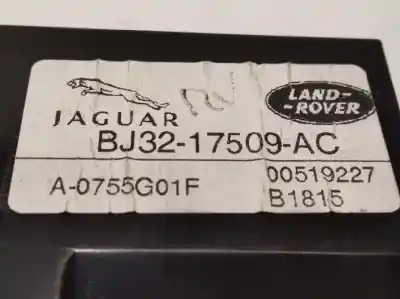 LAND-
-ROVER
JAGUAR
BJ32-17509-AC
A-0755G01F 00519227
B1815